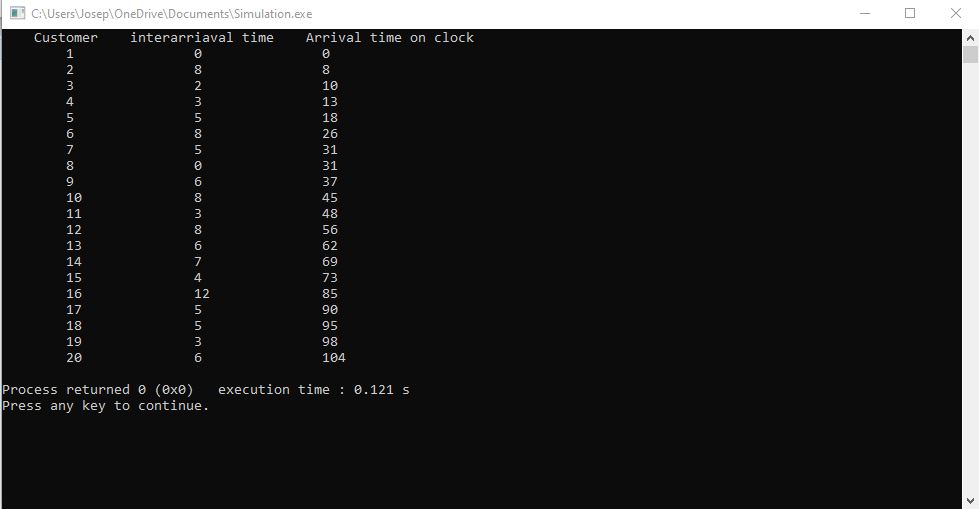 C:\Users\Josep\OneDrive\Documents\Simulation.exe
Customer interarriaval time Arrival time on clock
1 0 0
2 8 8
3 2 10
4 3 13
5 5 18
6 8 26
7 5 31
8 0 31
9 6 37
10 8 45
11 3 48
12 8 56
13 6 62
14 7 69
15 4 73
16 12 85
17 5 90
18 5 95
19 3 98
20 6 104
Process returned 0 (0x0) execution time : 0.121 s
Press any key to continue.